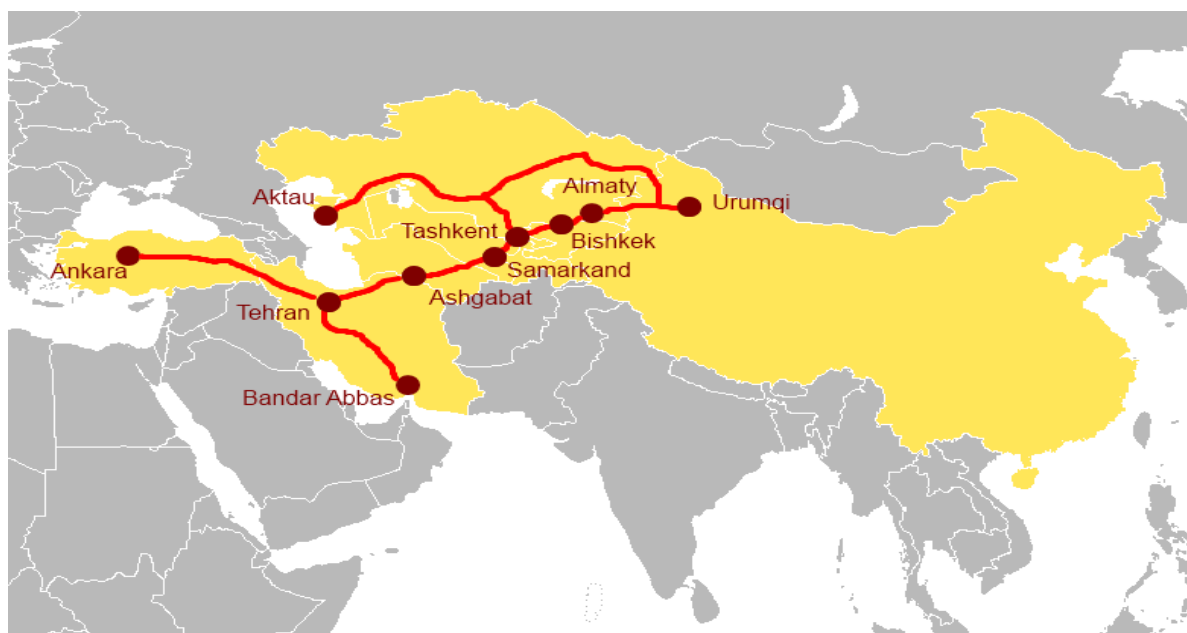 Almaty
Aktau
Urumqi
Tashkent
Bishkek
Ankara
Samarkand
Ashgabat
Tehran
Bandar Abbas